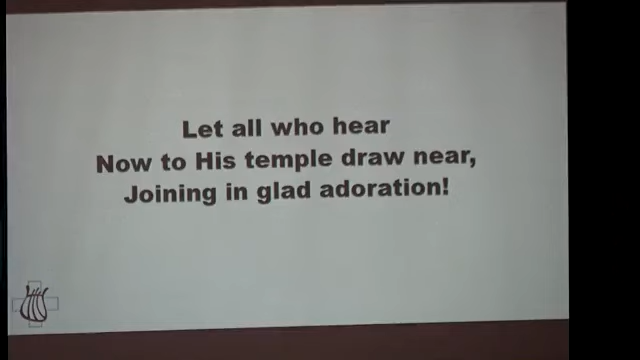 Let all who hear
Now to His temple draw near,
Joining in glad adoration!